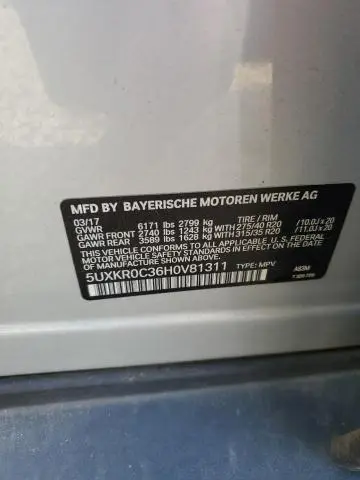 MFD BY BAYERISCHE MOTOREN WERKE AG
03/17 TIRE / RIM
GVWR 6171 lbs 2799 kg
GAWR FRONT 2740 lbs 1243 kg WITH 275/40 R20 /10.0J x 20
GAWR REAR 3589 lbs 1628 kg WITH 315/35 R20 /11.0J x 20
THIS VEHICLE CONFORMS TO ALL APPLICABLE
U.S. FEDERAL MOTOR VEHICLE SAFETY
STANDARDS IN EFFECT ON THE DATE OF
MANUFACTURE SHOWN ABOVE.
5UXKR0C36H0V81311 TYPE: MPV A83M